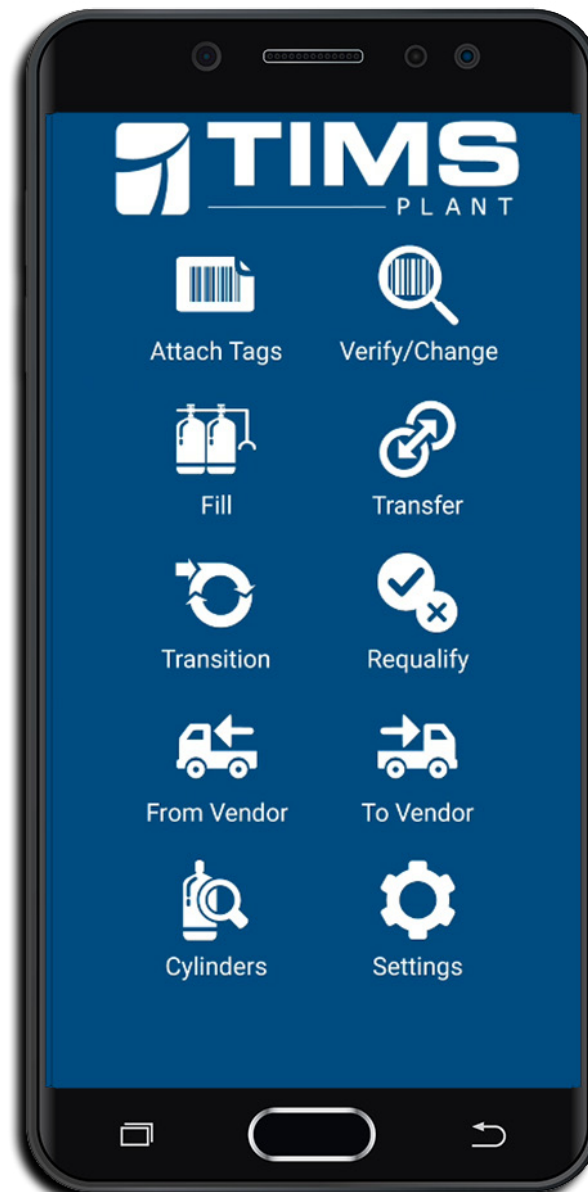 TIMS
PLANT
Attach Tags
Verify/Change
Fill
Transfer
Transition
Requalify
From Vendor
To Vendor
Cylinders
Settings